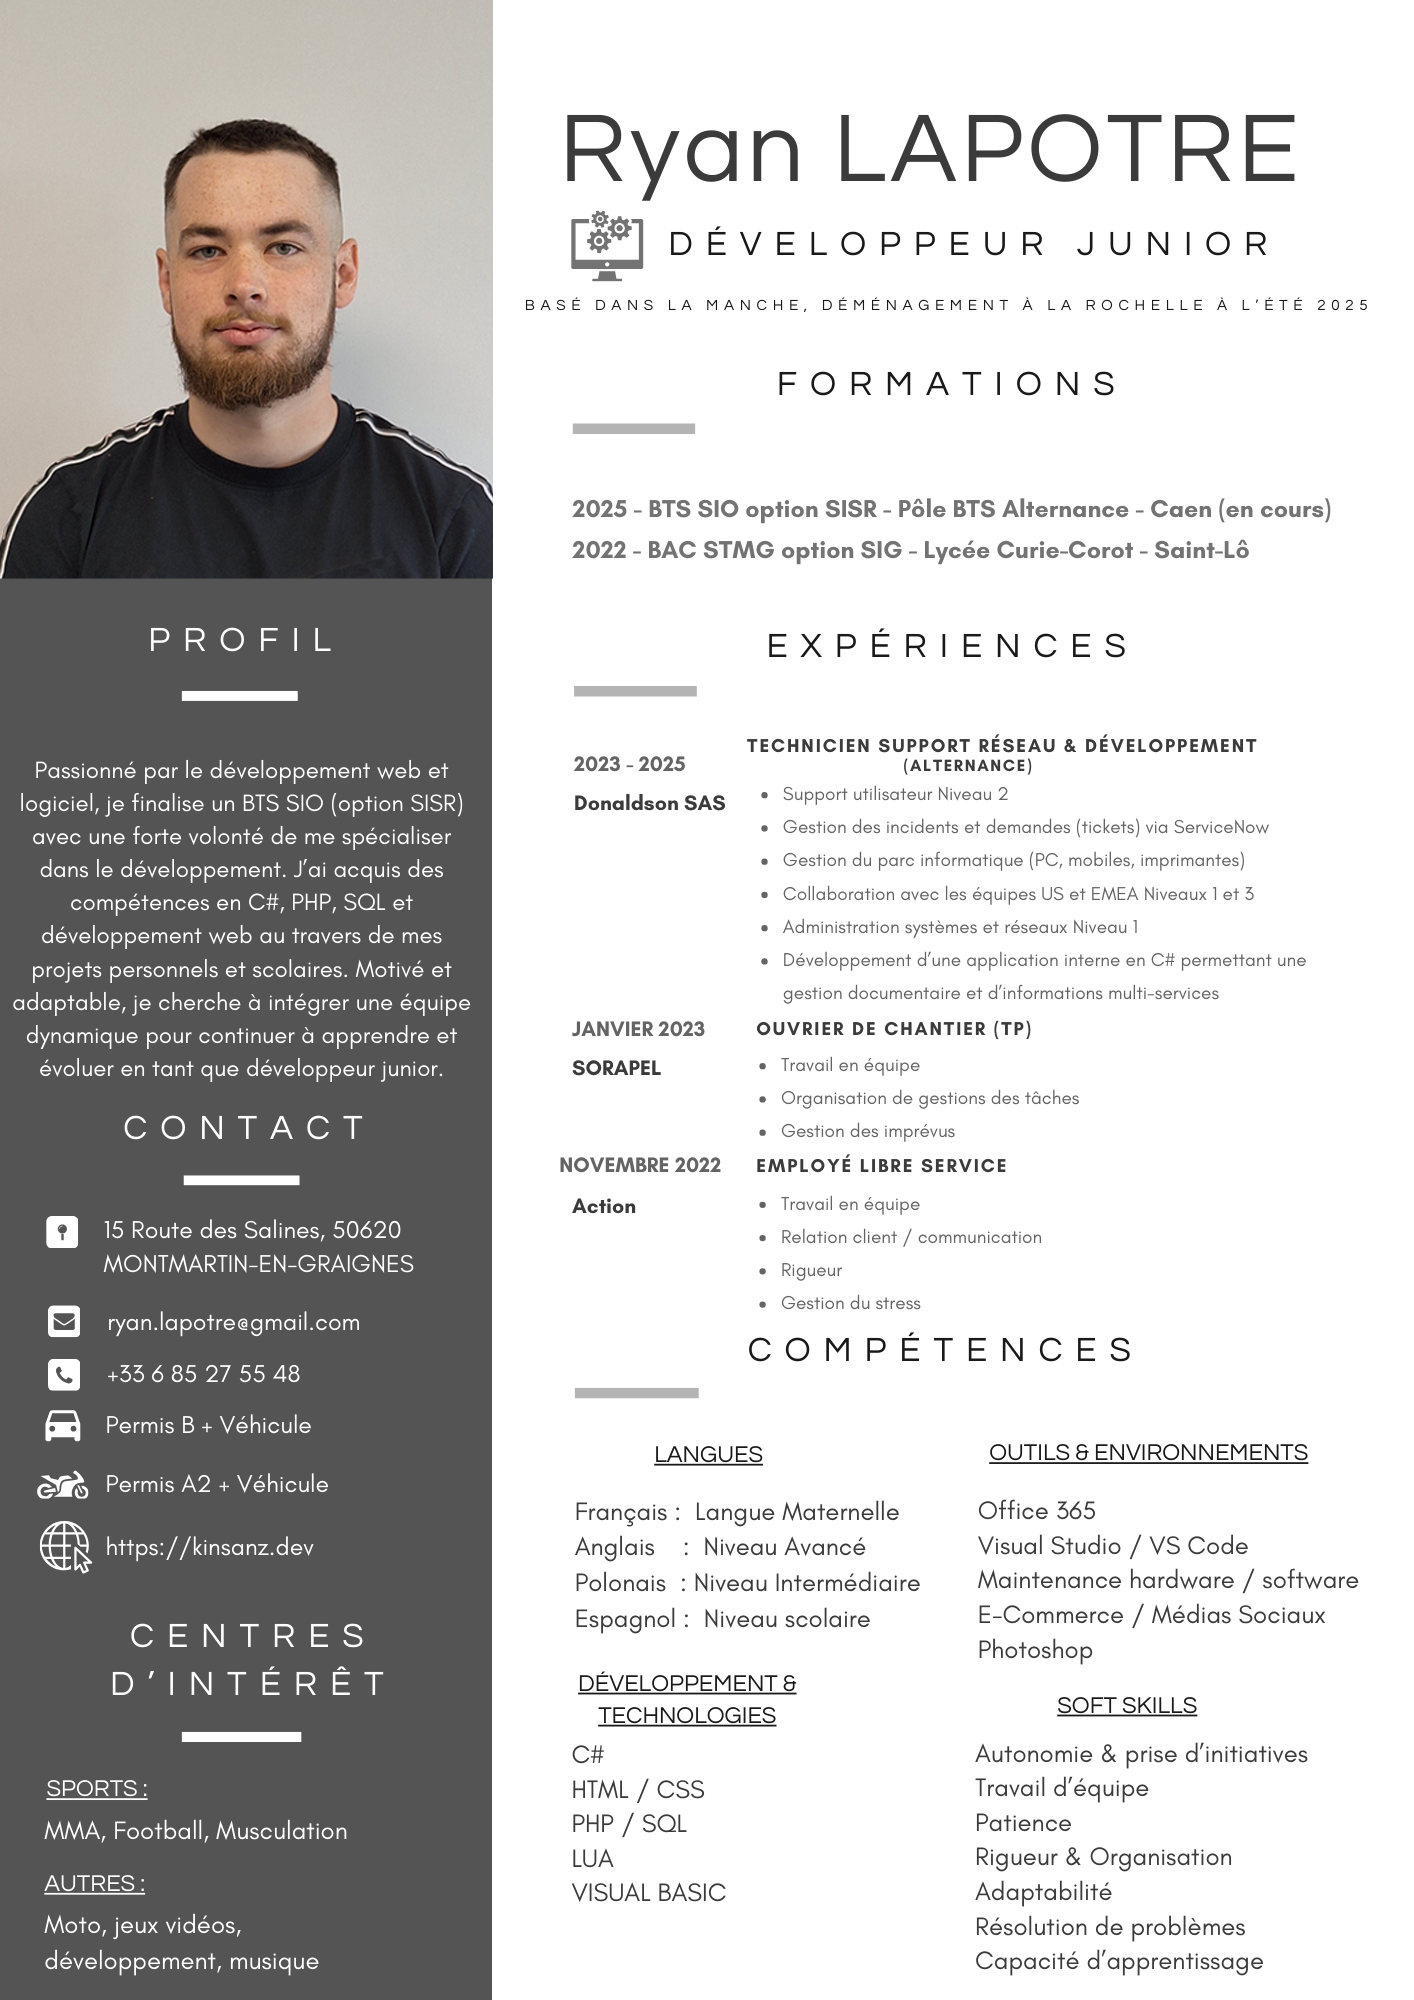 Ryan LAPOTRE
DÉVELOPPEUR JUNIOR
BASÉ DANS LA MANCHE, DÉMÉNAGEMENT À LA ROCHELLE À L'ÉTÉ 2025
PROFIL
Passionné par le développement web et
logiciel, je finalise un BTS SIO (option SISR)
avec une forte volonté de me spécialiser
dans le développement. J'ai acquis des
compétences en C#, PHP, SQL et
développement web au travers de mes
projets personnels et scolaires. Motivé et
adaptable, je cherche à intégrer une équipe
dynamique pour continuer à apprendre et
évoluer en tant que développeur junior.
CONTACT
15 Route des Salines, 50620
MONTMARTIN-EN-GRAIGNES
ryan.lapotre@gmail.com
+33 6 85 27 55 48
Permis B + Véhicule
Permis A2 + Véhicule
https://kinsanz.dev
CENTRES
D'INTÉRÊT
SPORTS :
MMA, Football, Musculation
AUTRES :
Moto, jeux vidéos,
développement, musique
FORMATIONS
2025 - BTS SIO option SISR - Pôle BTS Alternance - Caen (en cours)
2022 - BAC STMG option SIG - Lycée Curie-Corot - Saint-Lô
EXPÉRIENCES
2023 - 2025
Donaldson SAS
TECHNICIEN SUPPORT RÉSEAU & DÉVELOPPEMENT
(ALTERNANCE)
• Support utilisateur Niveau 2
• Gestion des incidents et demandes (tickets) via ServiceNow
• Gestion du parc informatique (PC, mobiles, imprimantes)
• Collaboration avec les équipes US et EMEA Niveaux 1 et 3
• Administration systèmes et réseaux Niveau 1
• Développement d'une application interne en C# permettant une
gestion documentaire et d'informations multi-services
JANVIER 2023
SORAPEL
OUVRIER DE CHANTIER (TP)
• Travail en équipe
• Organisation de gestions des tâches
• Gestion des imprévus
NOVEMBRE 2022
Action
EMPLOYÉ LIBRE SERVICE
• Travail en équipe
• Relation client / communication
• Rigueur
• Gestion du stress
COMPÉTENCES
LANGUES
Français : Langue Maternelle
Anglais : Niveau Avancé
Polonais : Niveau Intermédiaire
Espagnol : Niveau scolaire
DÉVELOPPEMENT &
TECHNOLOGIES
C#
HTML / CSS
PHP / SQL
LUA
VISUAL BASIC
OUTILS & ENVIRONNEMENTS
Office 365
Visual Studio / VS Code
Maintenance hardware / software
E-Commerce / Médias Sociaux
Photoshop
SOFT SKILLS
Autonomie & prise d'initiatives
Travail d'équipe
Patience
Rigueur & Organisation
Adaptabilité
Résolution de problèmes
Capacité d'apprentissage